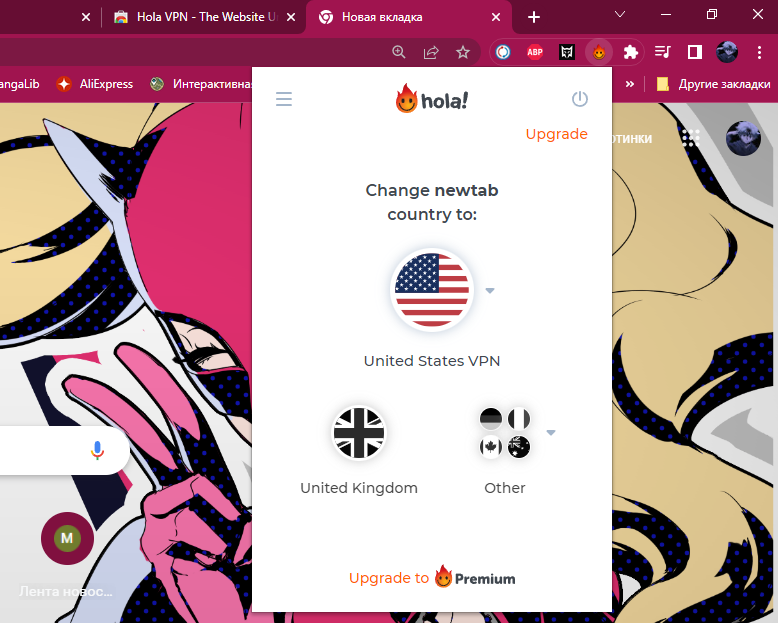 Hola VPN - The Website U
Новая вкладка
ABP
angaLib
AliExpress
Интерактивна
»
Другие закладки
hola!
Upgrade
отинки
Change newtab
country to:
United States VPN
United Kingdom
Other
M
Лента новос...
Upgrade to Premium